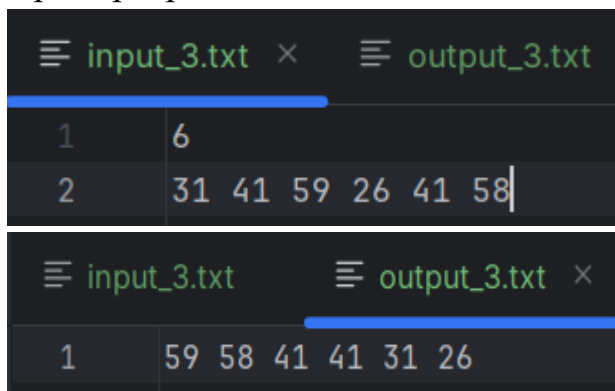 input_3.txt × output_3.txt
1 6
2 31 41 59 26 41 58
input_3.txt output_3.txt ×
1 59 58 41 41 31 26